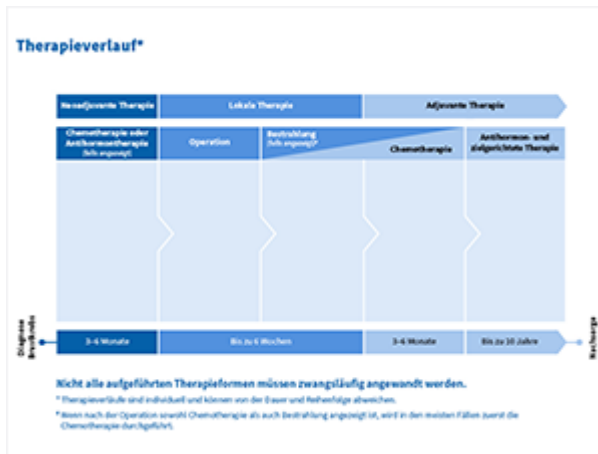 Therapieverlauf*
Neoadjuvante Therapie
Lokale Therapie
Adjuvante Therapie
Chemotherapie oder
Antihormontherapie
(falls angezeigt)
Operation
Bestrahlung
(falls angezeigt)*
Chemotherapie
Antihormon- und
zielgerichtete Therapie
Diagnose
Brustkrebs
3–6 Monate
Bis zu 6 Wochen
3–6 Monate
Bis zu 10 Jahre
Nachsorge
Nicht alle aufgeführten Therapieformen müssen zwangsläufig angewandt werden.
* Therapieverläufe sind individuell und können von der Dauer und Reihenfolge abweichen.
* Wenn nach der Operation sowohl Chemotherapie als auch Bestrahlung angezeigt ist, wird in den meisten Fällen zuerst die
Chemotherapie durchgeführt.